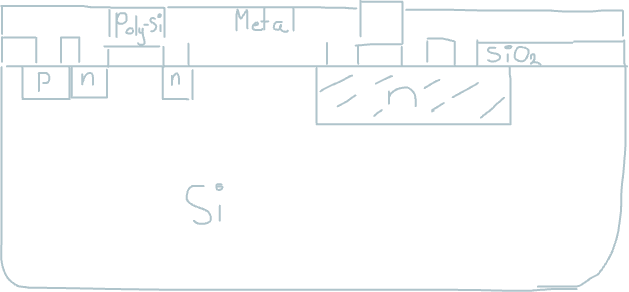 Poly-Si Metal
SiO2
p n n n
Si